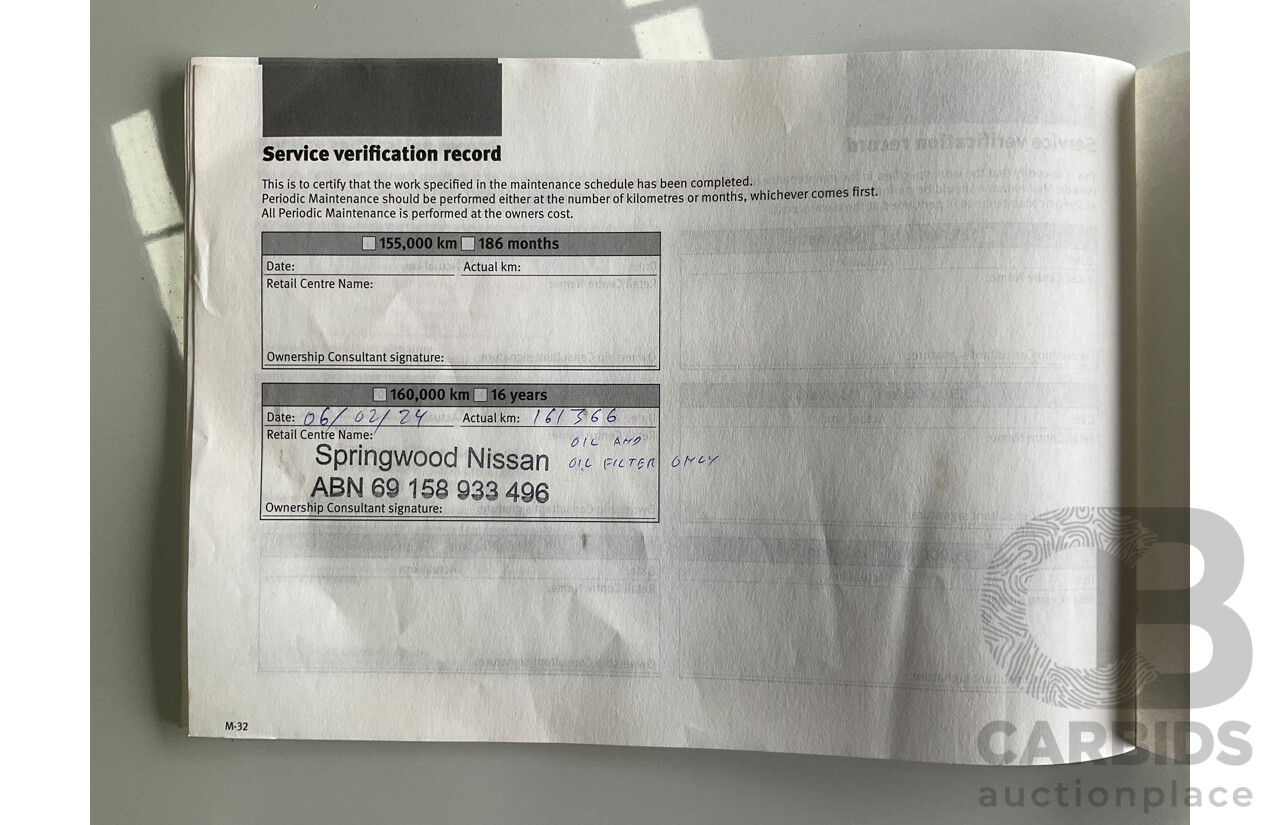 Service verification record
This is to certify that the work specified in the maintenance schedule has been completed.
Periodic Maintenance should be performed either at the number of kilometres or months, whichever comes first.
All Periodic Maintenance is performed at the owners cost.
155,000 km 186 months
Date: Actual km:
Retail Centre Name:
Ownership Consultant signature:
160,000 km 16 years
Date: 06/02/24 Actual km: 161366
Retail Centre Name:
OIL AND
OIL FILTER ONLY
Springwood Nissan
ABN 69 158 933 496
Ownership Consultant signature:
M-32
CB
CARBIDS
auctionplace